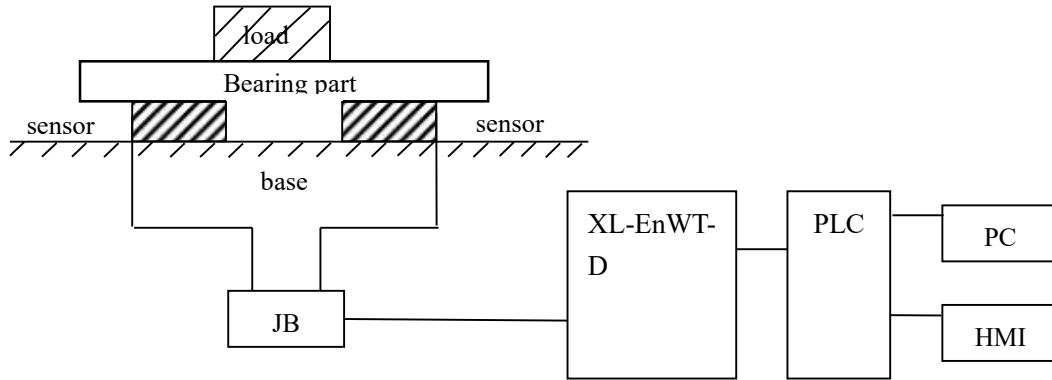 load
Bearing part
sensor
sensor
base
XL-EnWT-
D
PLC
PC
JB
HMI